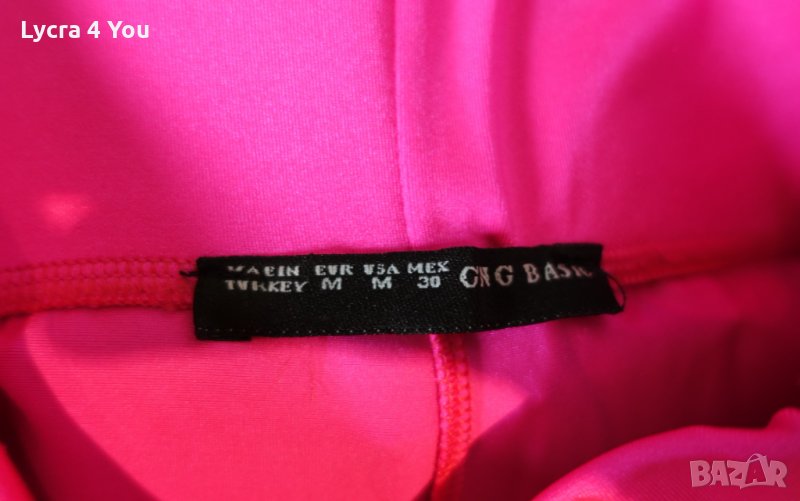 Lycra 4 You
MADE IN EUR USA MEX
TURKEY M M 30
CNG BASIC
BAZAR